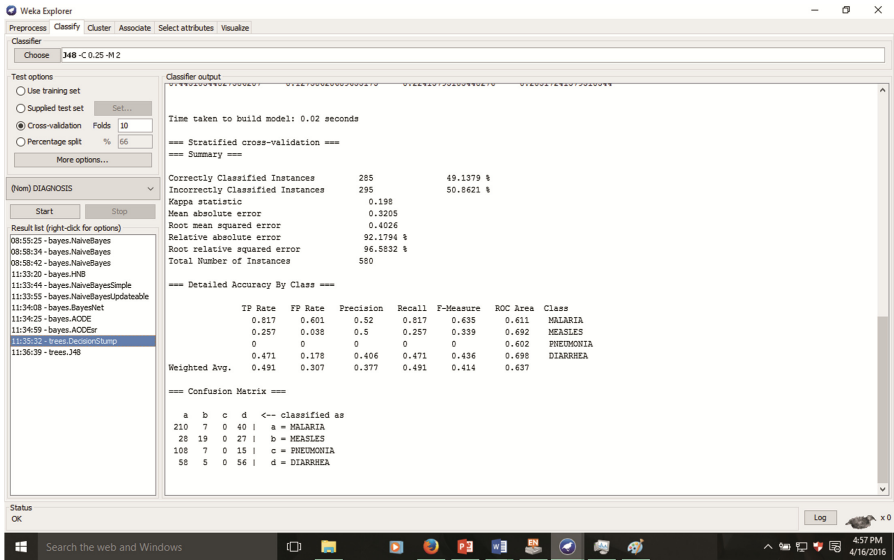 Weka Explorer
Preprocess Classify Cluster Associate Select attributes Visualize
Classifier
Choose J48 -C 0.25 -M 2
Test options
Use training set
Supplied test set Set...
Cross-validation Folds 10
Percentage split % 66
More options...
(Nom) DIAGNOSIS
Start Stop
Result list (right-click for options)
08:55:25 - bayes.NaiveBayes
08:58:34 - bayes.NaiveBayes
08:58:42 - bayes.NaiveBayes
11:33:20 - bayes.HNB
11:33:44 - bayes.NaiveBayesSimple
11:33:55 - bayes.NaiveBayesUpdateable
11:34:08 - bayes.BayesNet
11:34:25 - bayes.AODE
11:34:59 - bayes.AODEsr
11:35:32 - trees.DecisionStump
11:36:39 - trees.J48
Classifier output
Time taken to build model: 0.02 seconds
=== Stratified cross-validation ===
=== Summary ===
Correctly Classified Instances 285 49.1379 %
Incorrectly Classified Instances 295 50.8621 %
Kappa statistic 0.198
Mean absolute error 0.3205
Root mean squared error 0.4026
Relative absolute error 92.1794 %
Root relative squared error 96.5832 %
Total Number of Instances 580
=== Detailed Accuracy By Class ===
TP Rate FP Rate Precision Recall F-Measure ROC Area Class
0.817 0.601 0.52 0.817 0.635 0.611 MALARIA
0.257 0.038 0.5 0.257 0.339 0.692 MEASLES
0 0 0 0 0 0.602 PNEUMONIA
0.471 0.178 0.406 0.471 0.436 0.698 DIARRHEA
Weighted Avg. 0.491 0.307 0.377 0.491 0.414 0.637
=== Confusion Matrix ===
a b c d <-- classified as
210 7 0 40 | a = MALARIA
28 19 0 27 | b = MEASLES
108 7 0 15 | c = PNEUMONIA
58 5 0 56 | d = DIARRHEA
Status
OK
Log x 0
Search the web and Windows
4:57 PM
4/16/2016